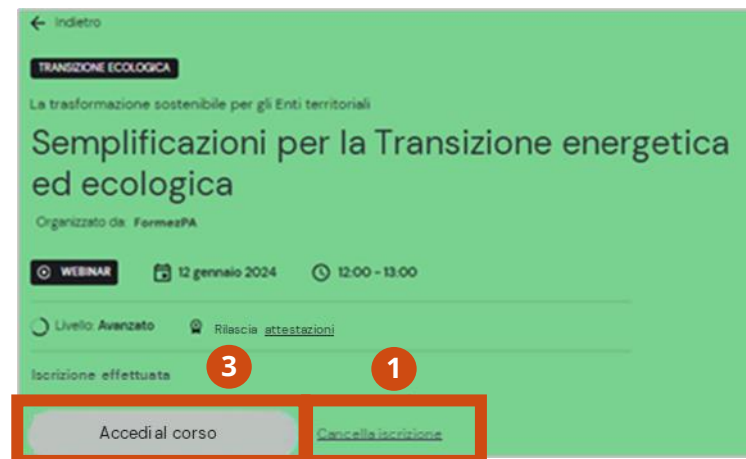 ← Indietro
TRANSIZIONE ECOLOGICA
La trasformazione sostenibile per gli Enti territoriali
Semplificazioni per la Transizione energetica
ed ecologica
Organizzato da: FormezPA
WEBINAR 12 gennaio 2024 12:00 - 13:00
Livello: Avanzato Rilascia attestazioni
Iscrizione effettuata 3 1
Accedi al corso Cancella iscrizione